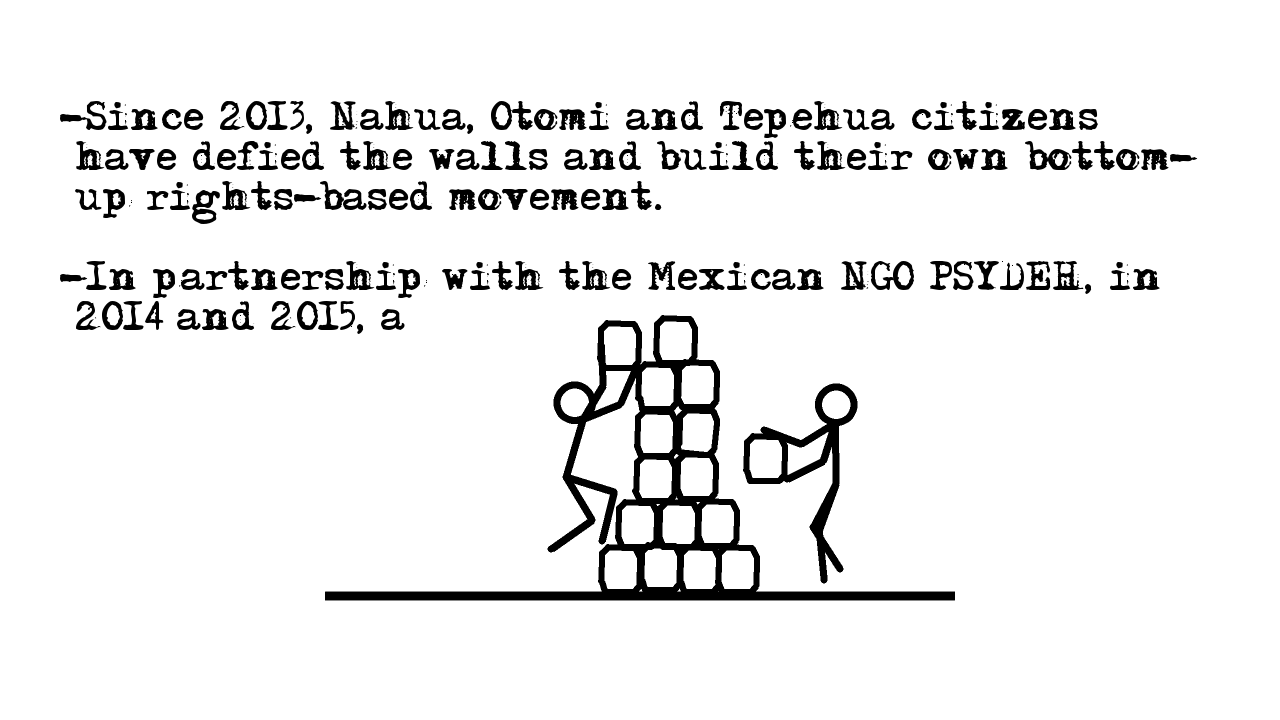 -Since 2013, Nahua, Otomi and Tepehua citizens
have defied the walls and build their own bottom-
up rights-based movement.
-In partnership with the Mexican NGO PSYDEH, in
2014 and 2015, a